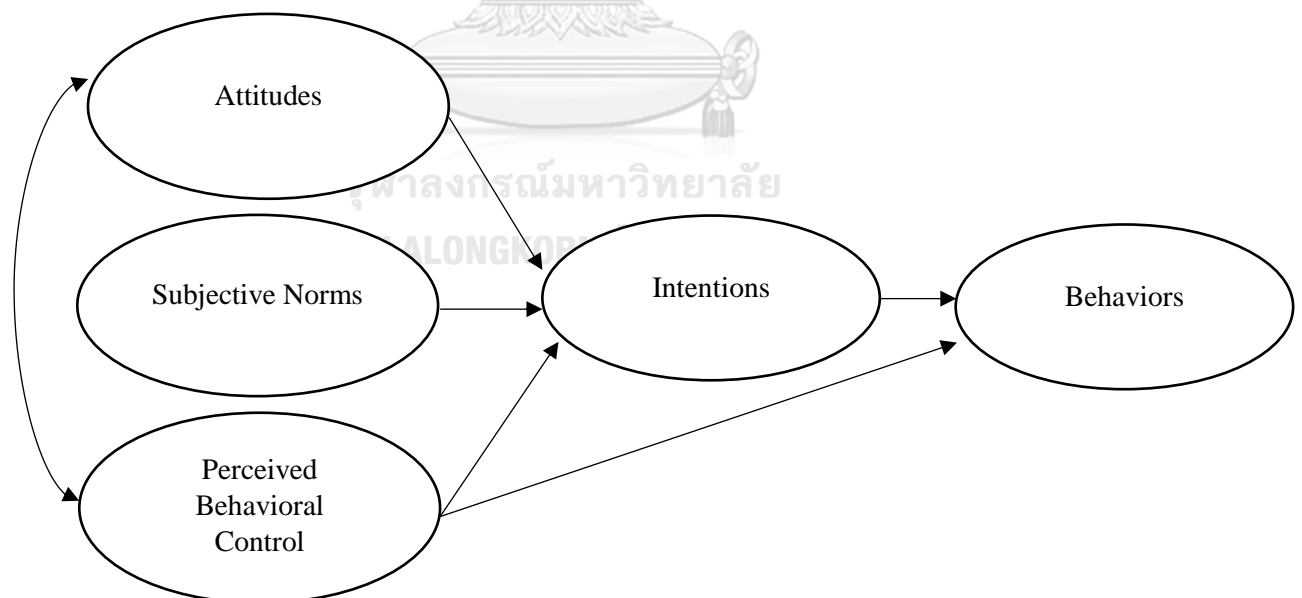 Attitudes
จุฬาลงกรณ์มหาวิทยาลัย
Subjective Norms
Intentions
Behaviors
Perceived
Behavioral
Control